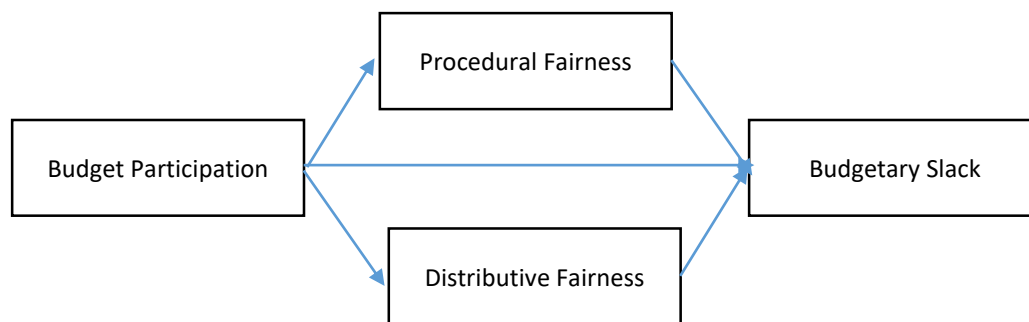 Procedural Fairness
Budget Participation
Budgetary Slack
Distributive Fairness